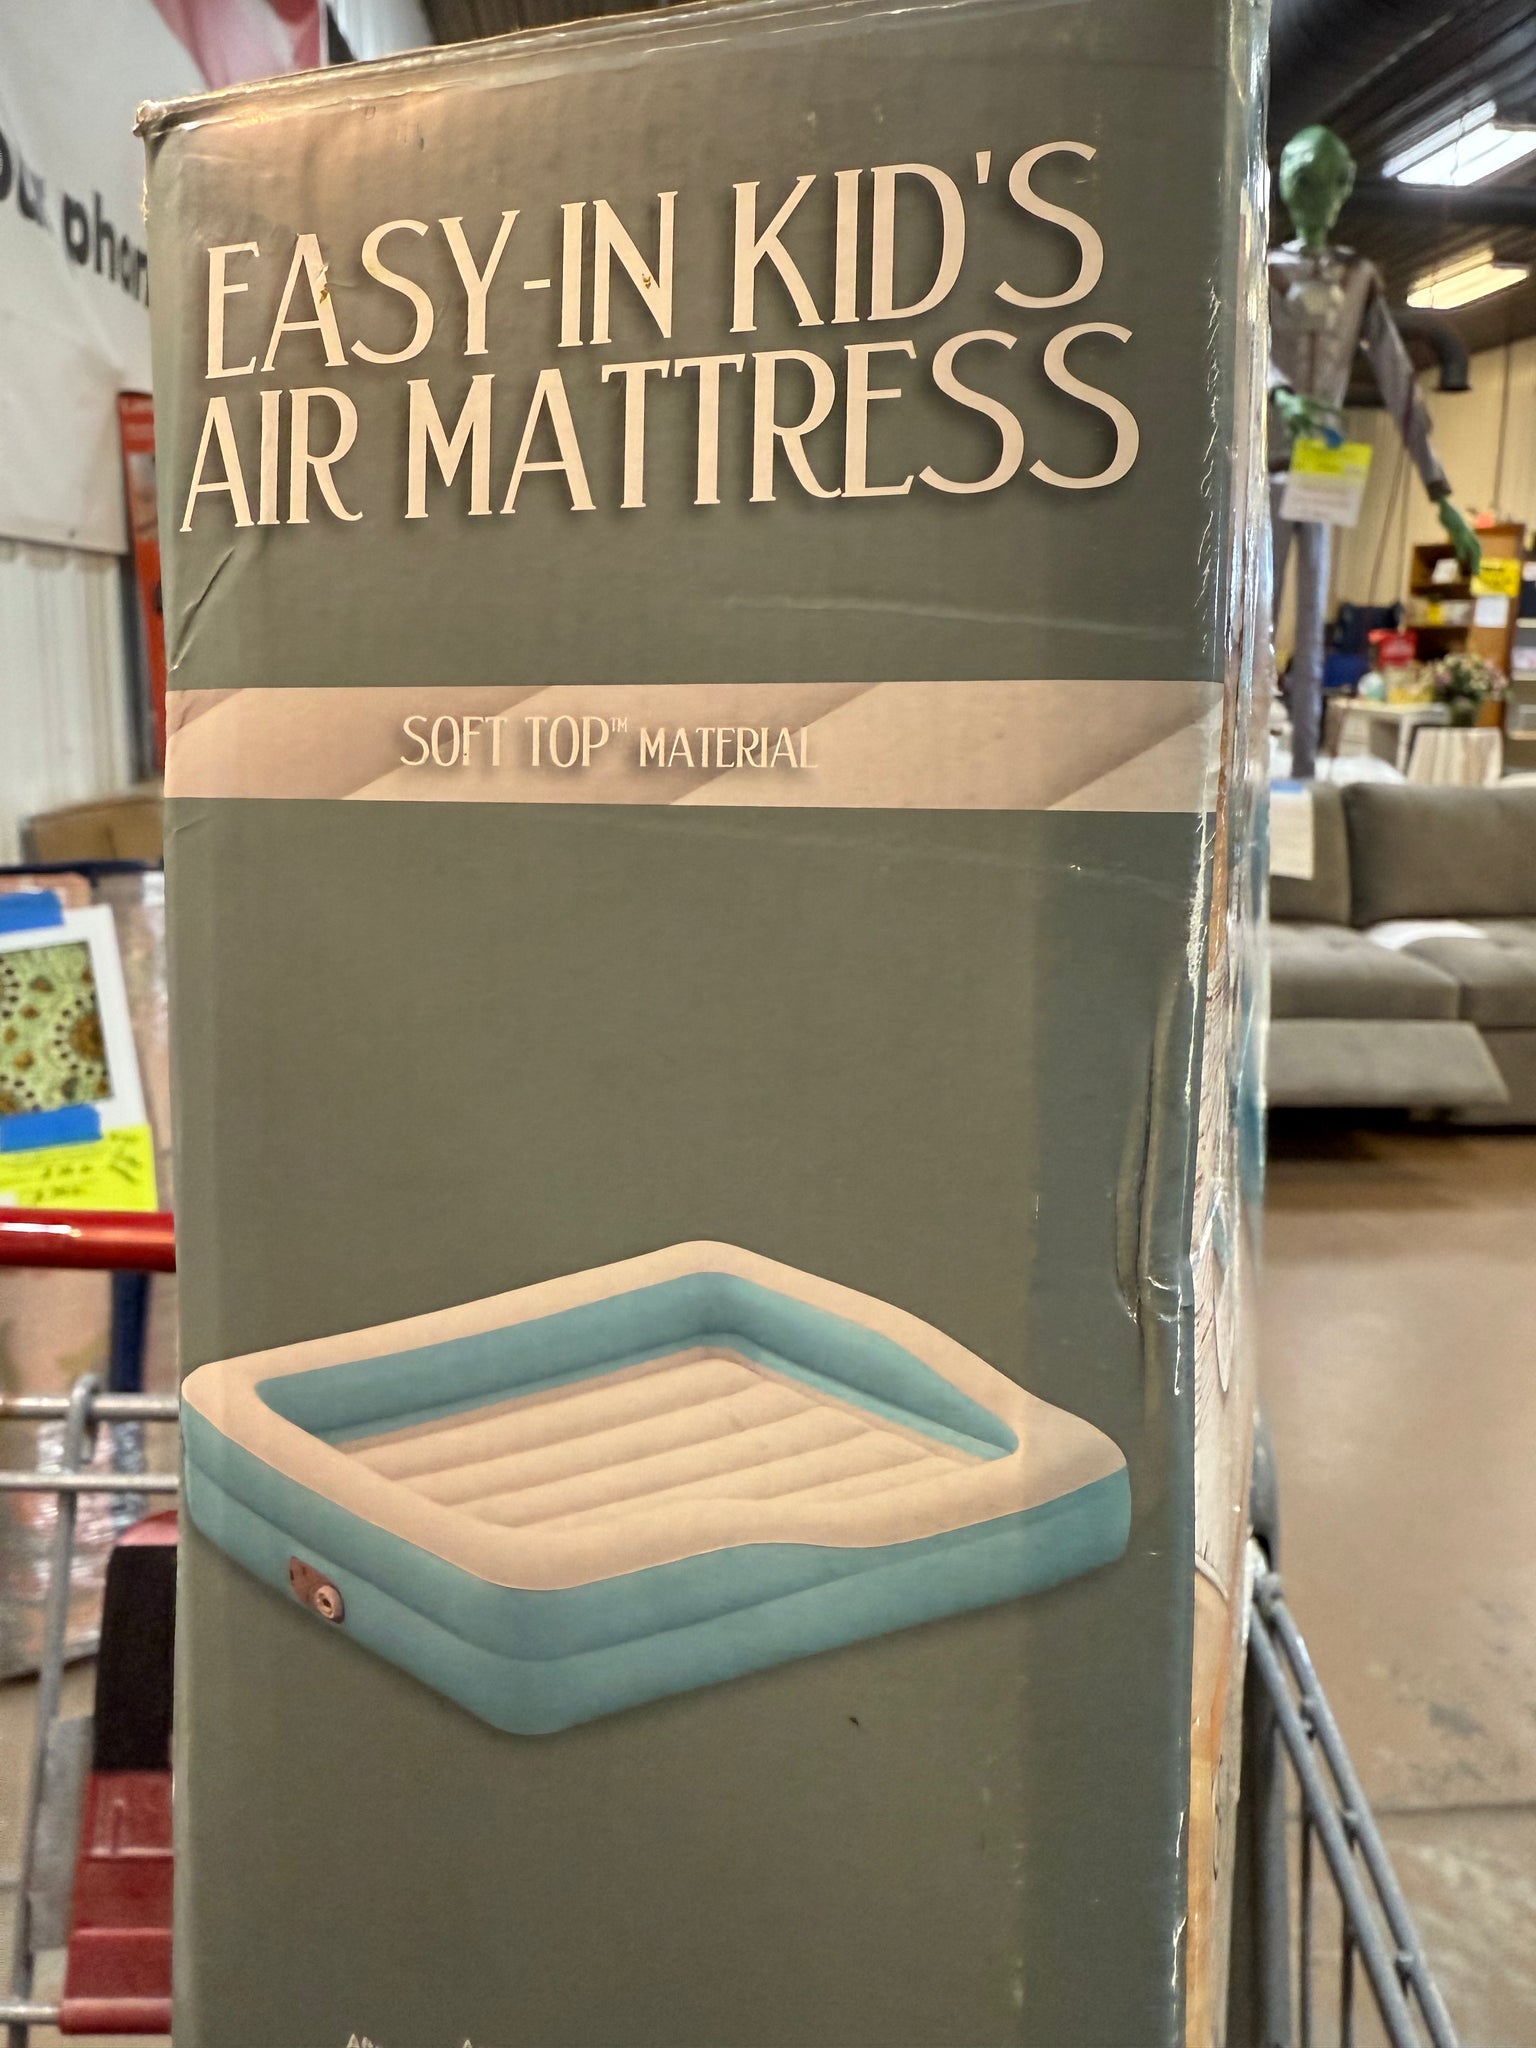 EASY-IN KID'S
AIR MATTRESS
SOFT TOP™ MATERIAL